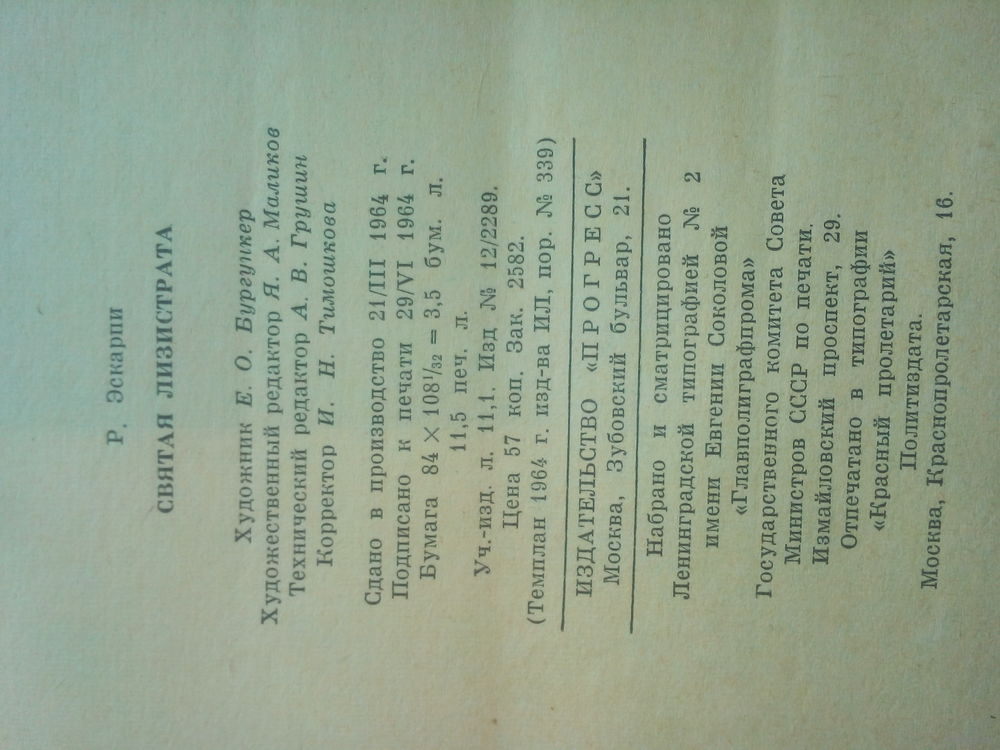 Р. Эскарпи
СВЯТАЯ ЛИЗИСТРАТА
Художник Е. О. Бургункер
Художественный редактор Я. А. Маликов
Технический редактор А. В. Грушин
Корректор И. Н. Тимошкова
Сдано в производство 21/III 1964 г.
Подписано к печати 29/VI 1964 г.
Бумага 84 × 108¹/₃₂ = 3,5 бум. л.
11,5 печ. л.
Уч.-изд. л. 11,1. Изд № 12/2289.
Цена 57 коп. Зак. 2582.
(Темплан 1964 г. изд-ва ИЛ, пор. № 339)
ИЗДАТЕЛЬСТВО «ПРОГРЕСС»
Москва, Зубовский бульвар, 21.
Набрано и сматрицировано
Ленинградской типографией № 2
имени Евгении Соколовой
«Главполиграфпрома»
Государственного комитета Совета
Министров СССР по печати.
Измайловский проспект, 29.
Отпечатано в типографии
«Красный пролетарий»
Политиздата.
Москва, Краснопролетарская, 16.